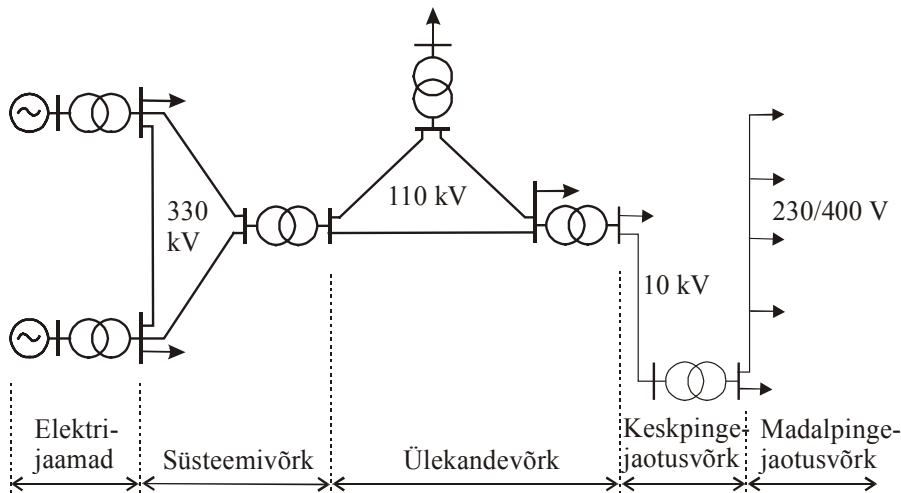 330
kV
110 kV
230/400 V
10 kV
Elektri-
jaamad
Süsteemivõrk
Ülekandevõrk
Keskpinge-
jaotusvõrk
Madalpinge-
jaotusvõrk